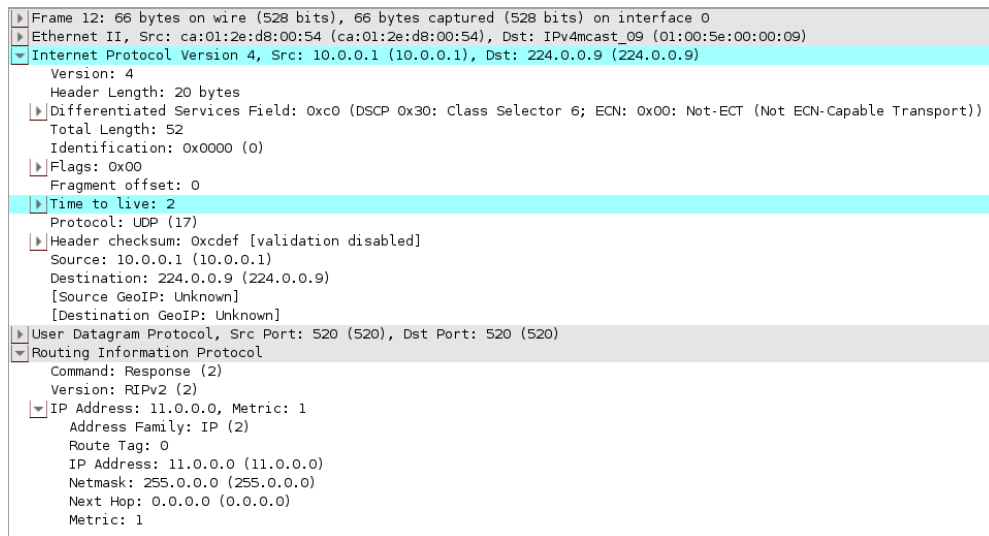 Frame 12: 66 bytes on wire (528 bits), 66 bytes captured (528 bits) on interface 0
Ethernet II, Src: ca:01:2e:d8:00:54 (ca:01:2e:d8:00:54), Dst: IPv4mcast_09 (01:00:5e:00:00:09)
Internet Protocol Version 4, Src: 10.0.0.1 (10.0.0.1), Dst: 224.0.0.9 (224.0.0.9)
Version: 4
Header Length: 20 bytes
Differentiated Services Field: 0xc0 (DSCP 0x30: Class Selector 6; ECN: 0x00: Not-ECT (Not ECN-Capable Transport))
Total Length: 52
Identification: 0x0000 (0)
Flags: 0x00
Fragment offset: 0
Time to live: 2
Protocol: UDP (17)
Header checksum: 0xcdef [validation disabled]
Source: 10.0.0.1 (10.0.0.1)
Destination: 224.0.0.9 (224.0.0.9)
[Source GeoIP: Unknown]
[Destination GeoIP: Unknown]
User Datagram Protocol, Src Port: 520 (520), Dst Port: 520 (520)
Routing Information Protocol
Command: Response (2)
Version: RIPv2 (2)
IP Address: 11.0.0.0, Metric: 1
Address Family: IP (2)
Route Tag: 0
IP Address: 11.0.0.0 (11.0.0.0)
Netmask: 255.0.0.0 (255.0.0.0)
Next Hop: 0.0.0.0 (0.0.0.0)
Metric: 1